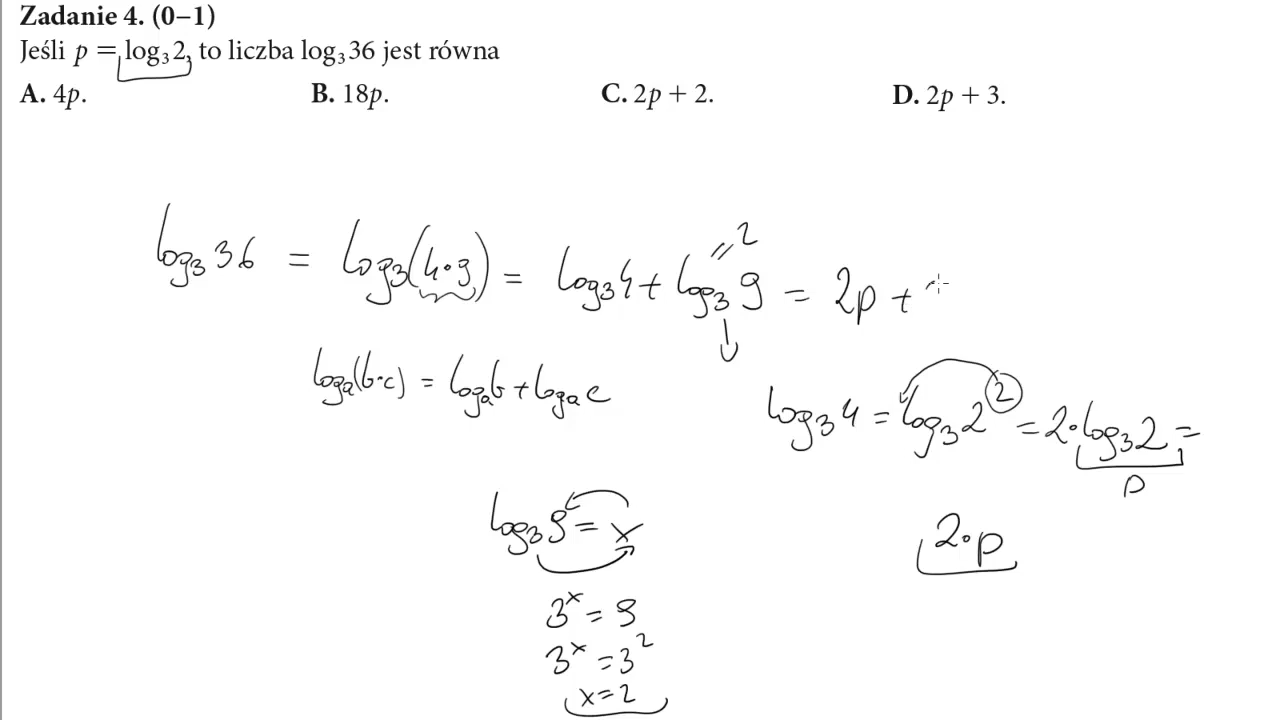 Zadanie 4. (0–1)
Jeśli p = log₃2, to liczba log₃36 jest równa
A. 4p. B. 18p. C. 2p + 2. D. 2p + 3.
log₃36 = log₃(4·9) = log₃4 + log₃9 = 2p +
2
logₐ(b·c) = logₐb + logₐc
log₃4 = log₃2² = 2·log₃2 =
p
log₃9 = x
2·p
3ˣ = 9
3ˣ = 3²
x = 2